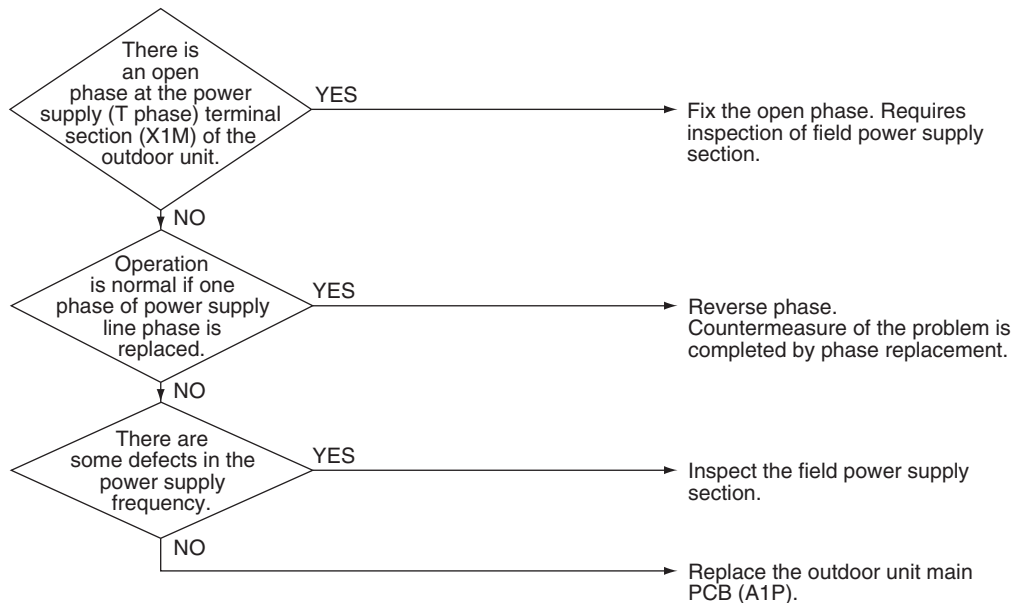 There is
an open
phase at the power
supply (T phase) terminal
section (X1M) of the
outdoor unit.
YES
Fix the open phase. Requires
inspection of field power supply
section.
NO
Operation
is normal if one
phase of power supply
line phase is
replaced.
YES
Reverse phase.
Countermeasure of the problem is
completed by phase replacement.
NO
There are
some defects in the
power supply
frequency.
YES
Inspect the field power supply
section.
NO
Replace the outdoor unit main
PCB (A1P).